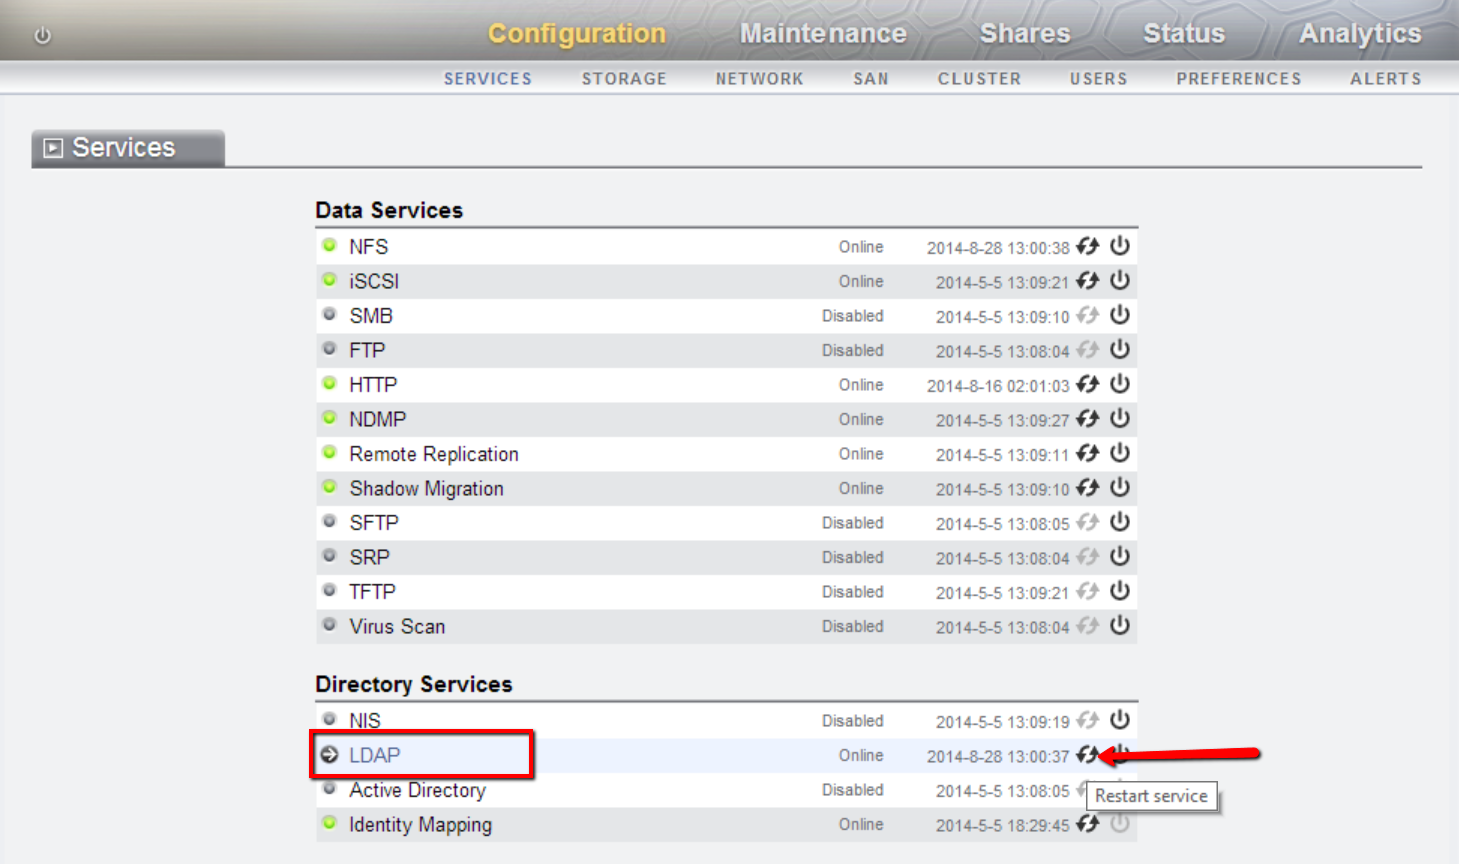 Configuration Maintenance Shares Status Analytics
SERVICES STORAGE NETWORK SAN CLUSTER USERS PREFERENCES ALERTS
Services
Data Services
NFS Online 2014-8-28 13:00:38
iSCSI Online 2014-5-5 13:09:21
SMB Disabled 2014-5-5 13:09:10
FTP Disabled 2014-5-5 13:08:04
HTTP Online 2014-8-16 02:01:03
NDMP Online 2014-5-5 13:09:27
Remote Replication Online 2014-5-5 13:09:11
Shadow Migration Online 2014-5-5 13:09:10
SFTP Disabled 2014-5-5 13:08:05
SRP Disabled 2014-5-5 13:08:04
TFTP Disabled 2014-5-5 13:09:21
Virus Scan Disabled 2014-5-5 13:08:04
Directory Services
NIS Disabled 2014-5-5 13:09:19
LDAP Online 2014-8-28 13:00:37
Active Directory Disabled 2014-5-5 13:08:05
Restart service
Identity Mapping Online 2014-5-5 18:29:45